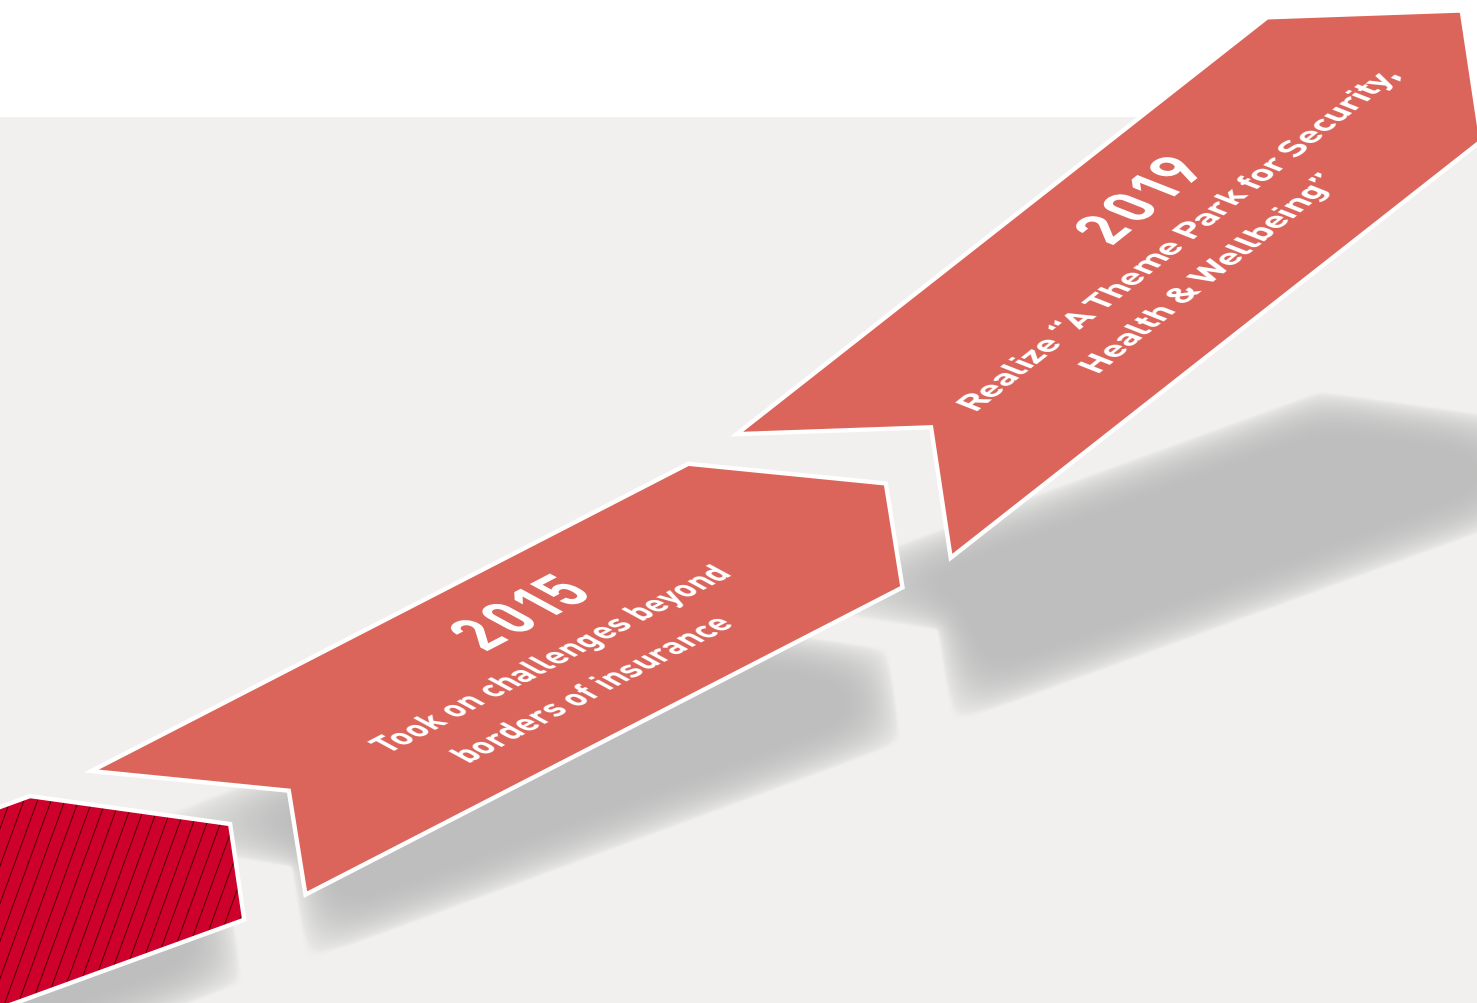 2019
Realize “A Theme Park for Security,
Health & Wellbeing”
2015
Took on challenges beyond
borders of insurance